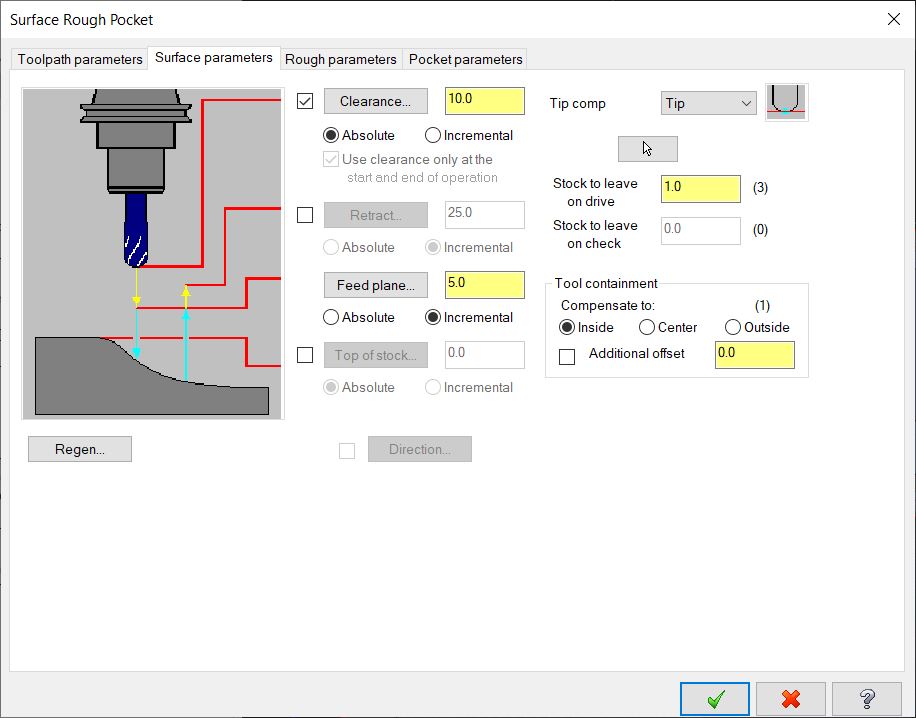 Surface Rough Pocket
Toolpath parameters
Surface parameters
Rough parameters
Pocket parameters
Clearance...
10.0
Absolute
Incremental
Use clearance only at the
start and end of operation
Retract...
25.0
Absolute
Incremental
Feed plane...
5.0
Absolute
Incremental
Top of stock...
0.0
Absolute
Incremental
Tip comp
Tip
Stock to leave
on drive
1.0
(3)
Stock to leave
on check
0.0
(0)
Tool containment
Compensate to:
(1)
Inside
Center
Outside
Additional offset
0.0
Regen...
Direction...